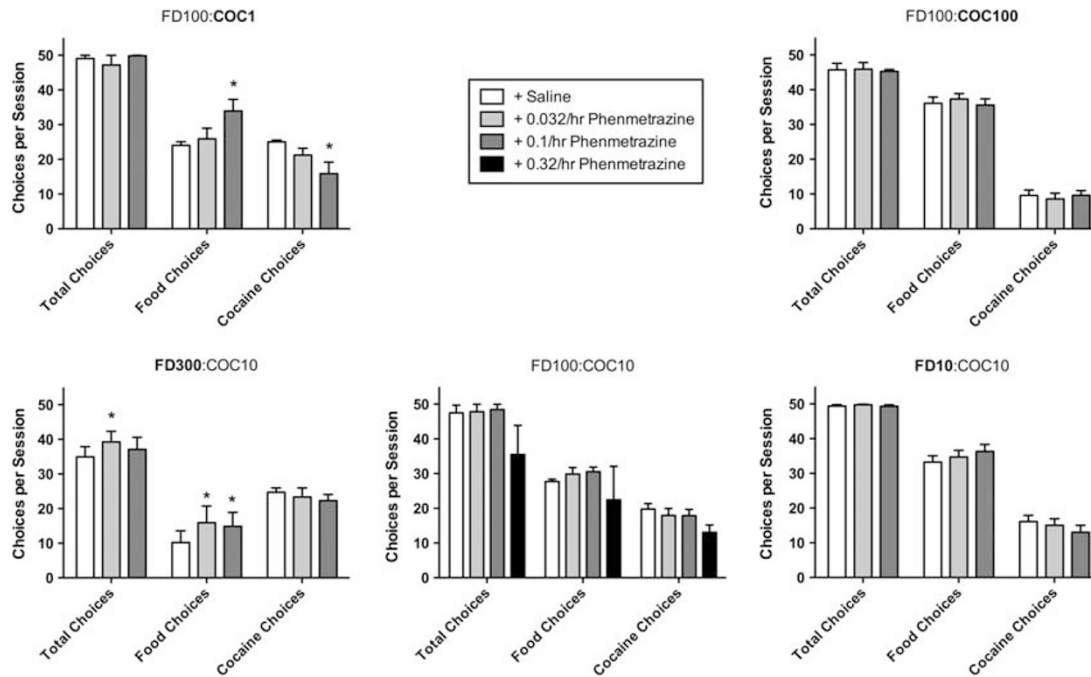 FD100:COC1
Choices per Session
50
40
30
20
10
0
*
*
Total Choices
Food Choices
Cocaine Choices
+ Saline
+ 0.032/hr Phenmetrazine
+ 0.1/hr Phenmetrazine
+ 0.32/hr Phenmetrazine
FD100:COC100
Choices per Session
50
40
30
20
10
0
Total Choices
Food Choices
Cocaine Choices
FD300:COC10
Choices per Session
50
40
30
20
10
0
*
*
*
Total Choices
Food Choices
Cocaine Choices
FD100:COC10
Choices per Session
50
40
30
20
10
0
Total Choices
Food Choices
Cocaine Choices
FD10:COC10
Choices per Session
50
40
30
20
10
0
Total Choices
Food Choices
Cocaine Choices